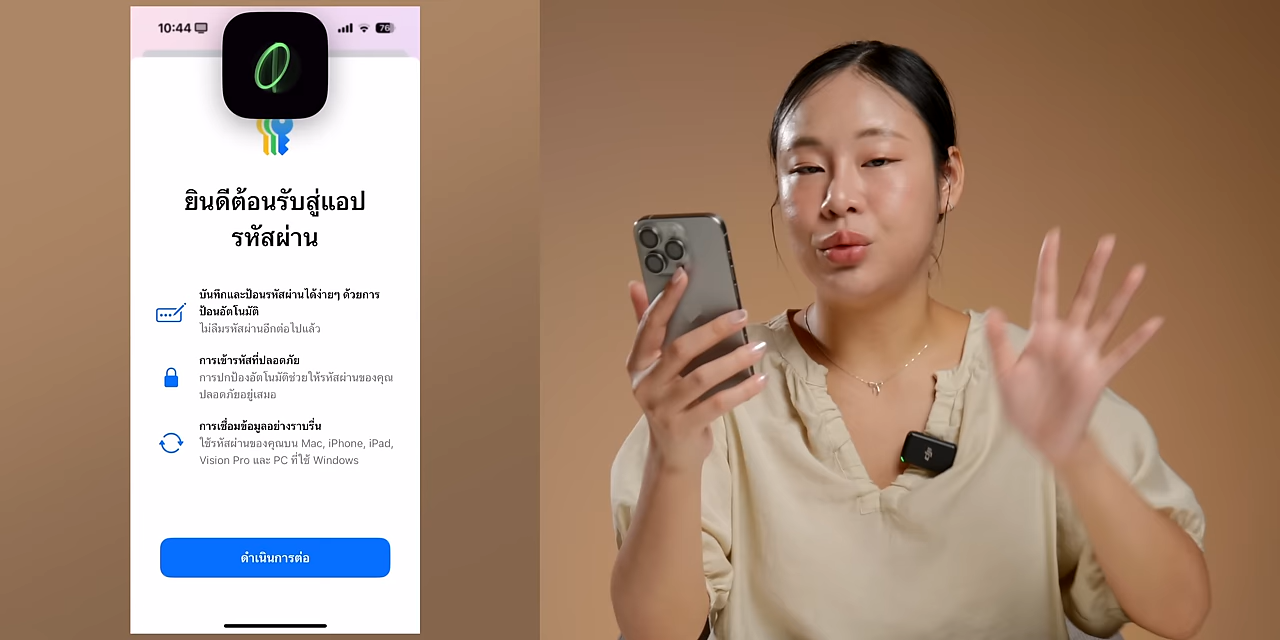 10:44
76
ยินดีต้อนรับสู่แอป
รหัสผ่าน
บันทึกและป้อนรหัสผ่านได้ง่ายๆ ด้วยการ
ป้อนอัตโนมัติ
ไม่ลืมรหัสผ่านอีกต่อไปแล้ว
การเข้ารหัสที่ปลอดภัย
การปกป้องอัตโนมัติช่วยให้รหัสผ่านของคุณ
ปลอดภัยอยู่เสมอ
การเชื่อมข้อมูลอย่างราบรื่น
ใช้รหัสผ่านของคุณบน Mac, iPhone, iPad,
Vision Pro และ PC ที่ใช้ Windows
ดำเนินการต่อ
dji